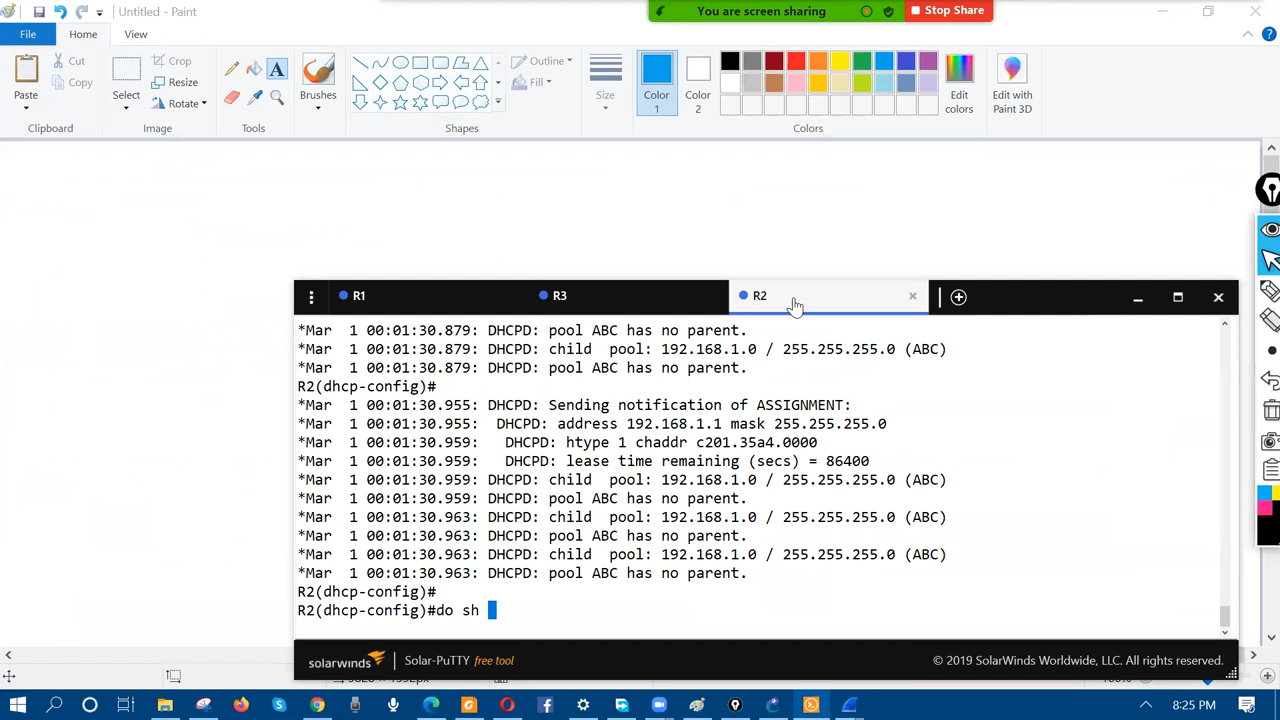 Untitled - Paint
You are screen sharing
Stop Share
File
Home
View
Paste
Cut
Copy
Clipboard
Select
Crop
Resize
Rotate
Image
A
Tools
Brushes
Shapes
Outline
Fill
Size
Color 1
Color 2
Edit colors
Edit with Paint 3D
Colors
R1
R3
R2
*Mar  1 00:01:30.879: DHCPD: pool ABC has no parent.
*Mar  1 00:01:30.879: DHCPD: child  pool: 192.168.1.0 / 255.255.255.0 (ABC)
*Mar  1 00:01:30.879: DHCPD: pool ABC has no parent.
R2(dhcp-config)#
*Mar  1 00:01:30.955: DHCPD: Sending notification of ASSIGNMENT:
*Mar  1 00:01:30.959:  DHCPD: address 192.168.1.1 mask 255.255.255.0
*Mar  1 00:01:30.959:   DHCPD: htype 1 chaddr c201.35a4.0000
*Mar  1 00:01:30.959:   DHCPD: lease time remaining (secs) = 86400
*Mar  1 00:01:30.959: DHCPD: child  pool: 192.168.1.0 / 255.255.255.0 (ABC)
*Mar  1 00:01:30.959: DHCPD: pool ABC has no parent.
*Mar  1 00:01:30.963: DHCPD: child  pool: 192.168.1.0 / 255.255.255.0 (ABC)
*Mar  1 00:01:30.963: DHCPD: pool ABC has no parent.
*Mar  1 00:01:30.963: DHCPD: child  pool: 192.168.1.0 / 255.255.255.0 (ABC)
*Mar  1 00:01:30.963: DHCPD: pool ABC has no parent.
R2(dhcp-config)#
R2(dhcp-config)#do sh
solarwinds
Solar-PuTTY free tool
© 2019 SolarWinds Worldwide, LLC. All rights reserved.
8:25 PM